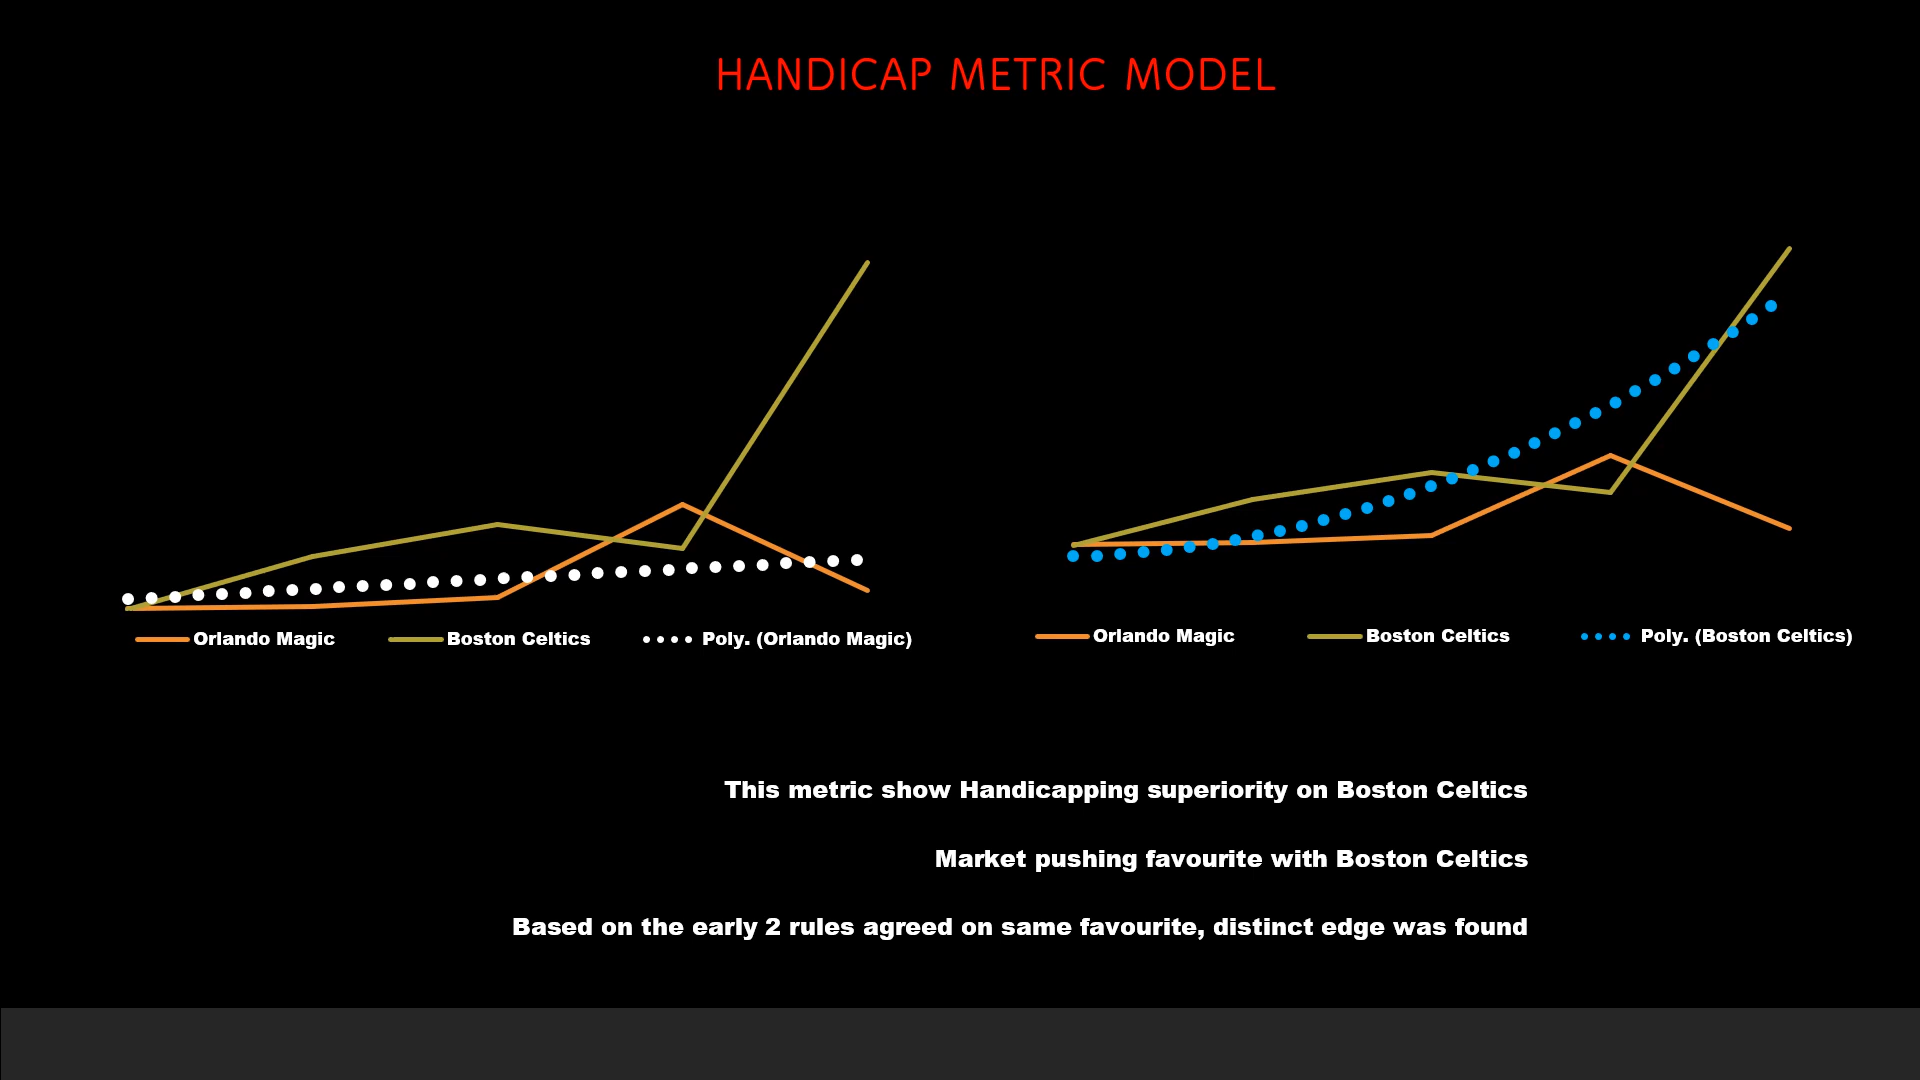 HANDICAP METRIC MODEL
Orlando Magic
Boston Celtics
Poly. (Orlando Magic)
Orlando Magic
Boston Celtics
Poly. (Boston Celtics)
This metric show Handicapping superiority on Boston Celtics
Market pushing favourite with Boston Celtics
Based on the early 2 rules agreed on same favourite, distinct edge was found